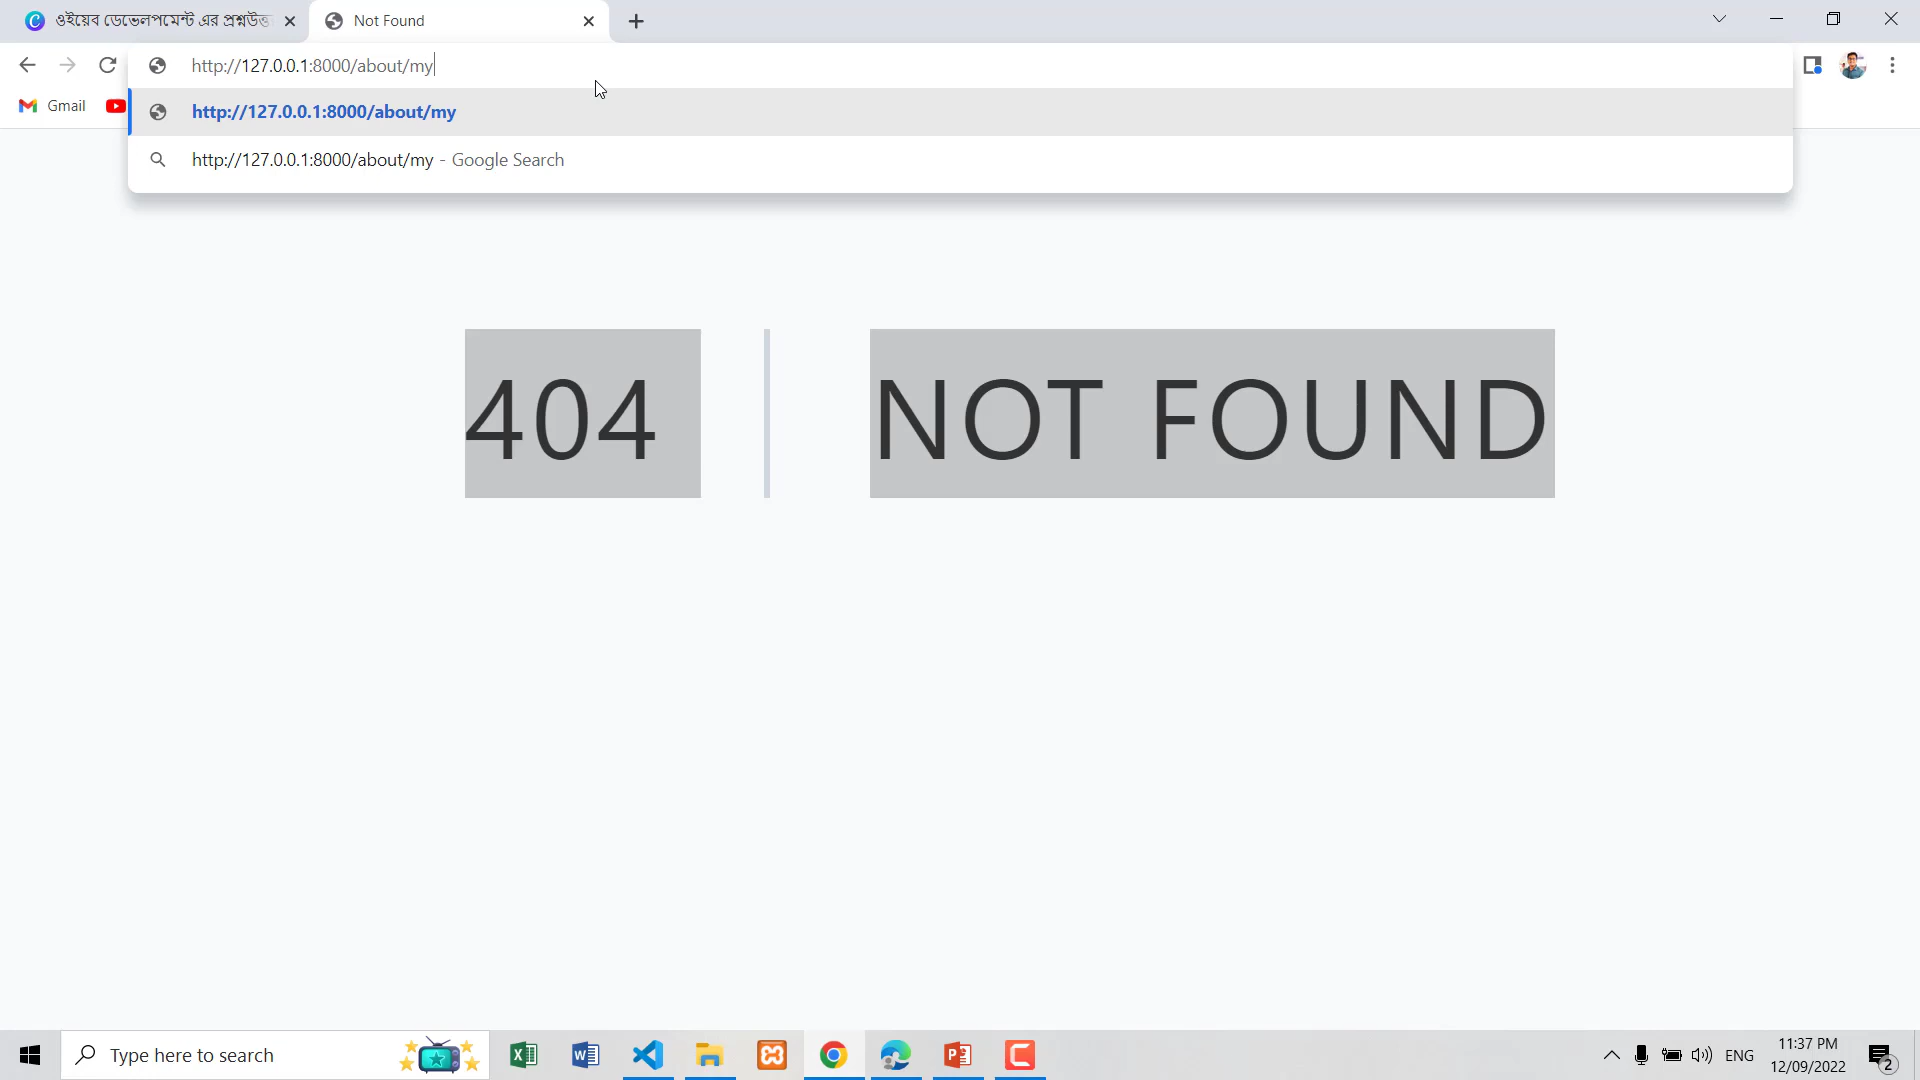 ওইয়েব ডেভেলপমেন্ট এর প্রশ্নউত্ত
Not Found
http://127.0.0.1:8000/about/my
Gmail
http://127.0.0.1:8000/about/my
http://127.0.0.1:8000/about/my - Google Search
404
NOT FOUND
Type here to search
ENG
11:37 PM
12/09/2022
2